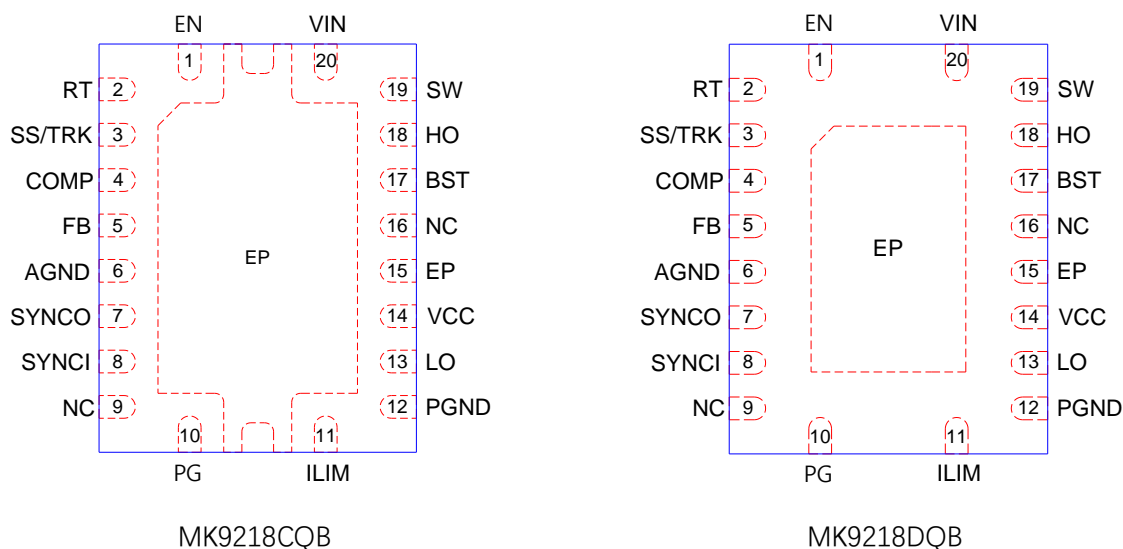 EN VIN
1 20
RT 2 19 SW
SS/TRK 3 18 HO
COMP 4 17 BST
FB 5 16 NC
EP
AGND 6 15 EP
SYNCO 7 14 VCC
SYNCI 8 13 LO
NC 9 12 PGND
10 11
PG ILIM
MK9218CQB
EN VIN
1 20
RT 2 19 SW
SS/TRK 3 18 HO
COMP 4 17 BST
FB 5 16 NC
EP
AGND 6 15 EP
SYNCO 7 14 VCC
SYNCI 8 13 LO
NC 9 12 PGND
10 11
PG ILIM
MK9218DQB